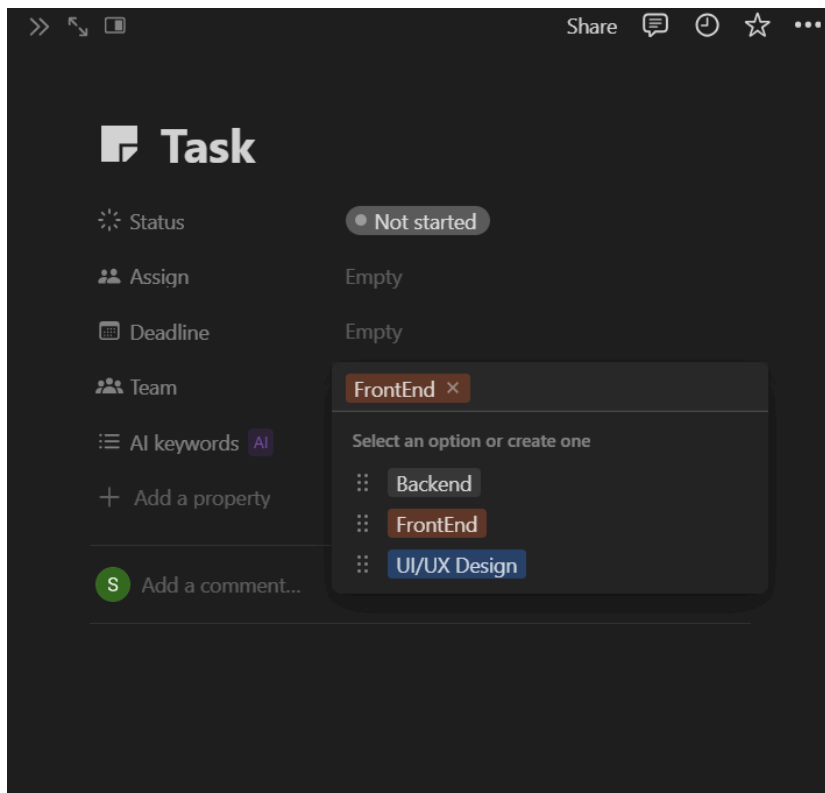 Share
Task
Status Not started
Assign Empty
Deadline Empty
Team FrontEnd
AI keywords AI
Select an option or create one
Backend
Add a property
FrontEnd
UI/UX Design
S Add a comment...